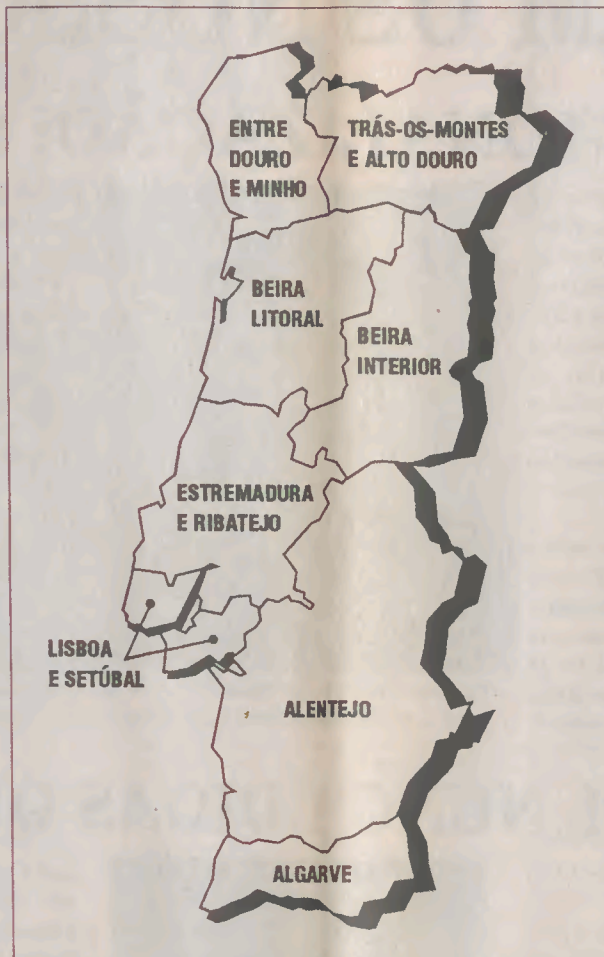 ENTRE
DOURO
E MINHO
TRÁS-OS-MONTES
E ALTO DOURO
BEIRA
LITORAL
BEIRA
INTERIOR
ESTREMADURA
E RIBATEJO
LISBOA
E SETÚBAL
ALENTEJO
ALGARVE